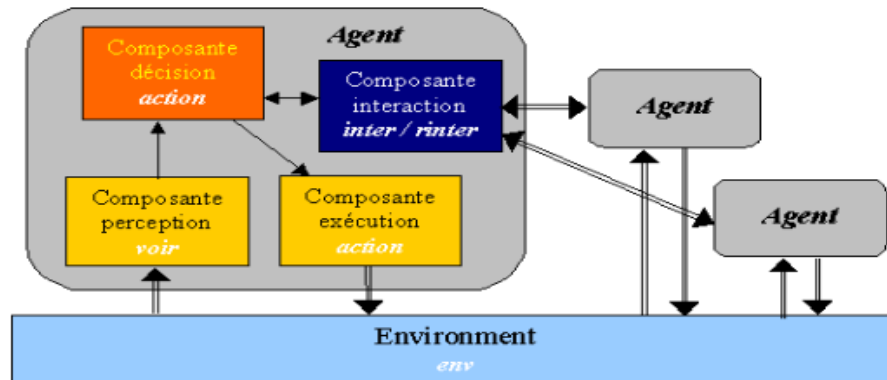 Agent
Composante
décision
action
Composante
interaction
inter / rinter
Agent
Composante
perception
voir
Composante
exécution
action
Agent
Environment
env